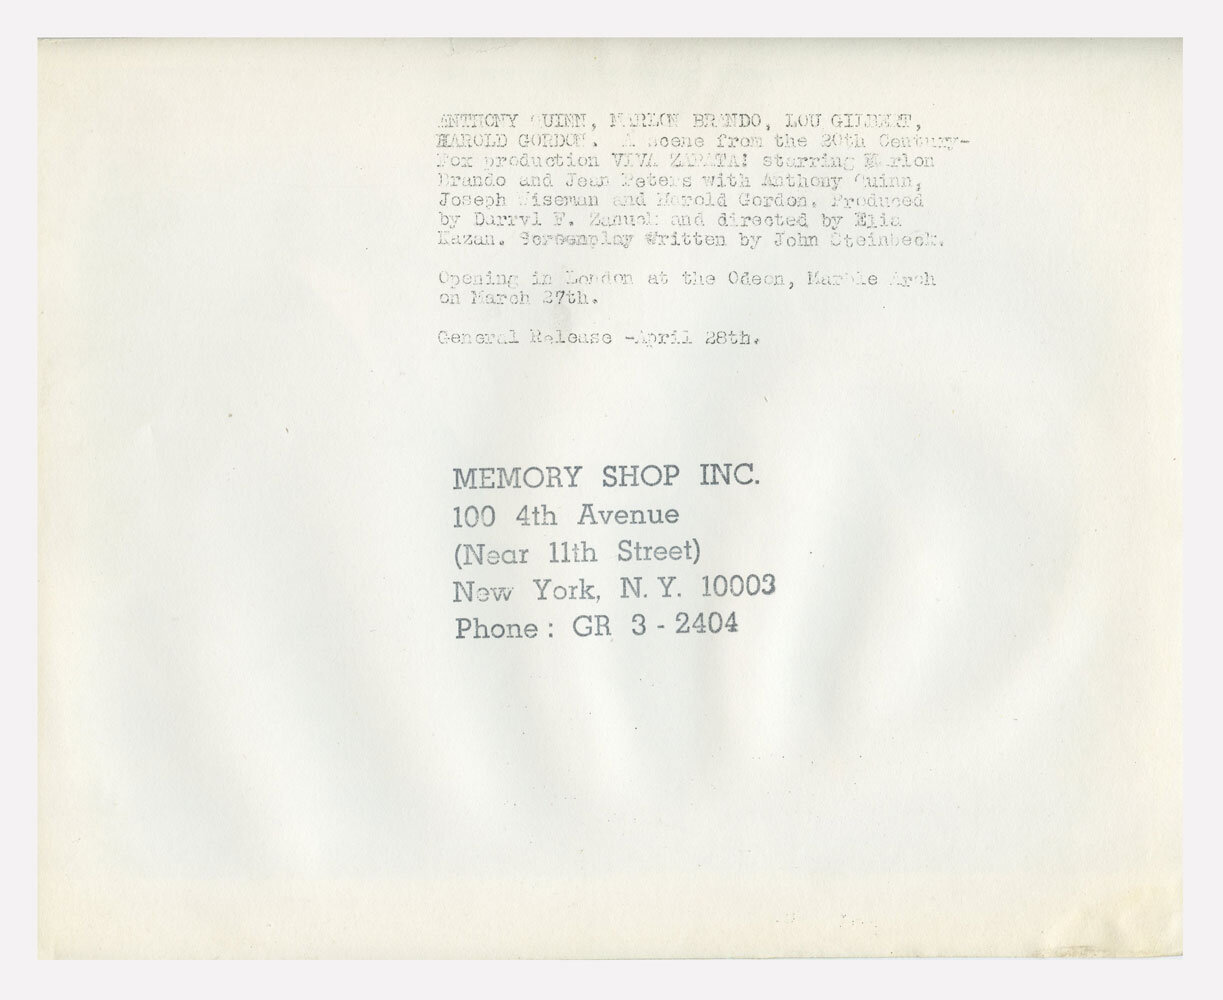 ANTHONY QUINN, MARLON BRANDO, LOU GILBERT,
HAROLD GORDON. A scene from the 20th Century-
Fox production VIVA ZAPATA! starring Marlon
Brando and Jean Peters with Anthony Quinn,
Joseph Wiseman and Harold Gordon. Produced
by Darryl F. Zanuck and directed by Elia
Kazan. Screenplay Written by John Steinbeck.
Opening in London at the Odeon, Marble Arch
on March 27th.
General Release -April 28th.
MEMORY SHOP INC.
100 4th Avenue
(Near 11th Street)
New York, N. Y. 10003
Phone : GR 3 - 2404